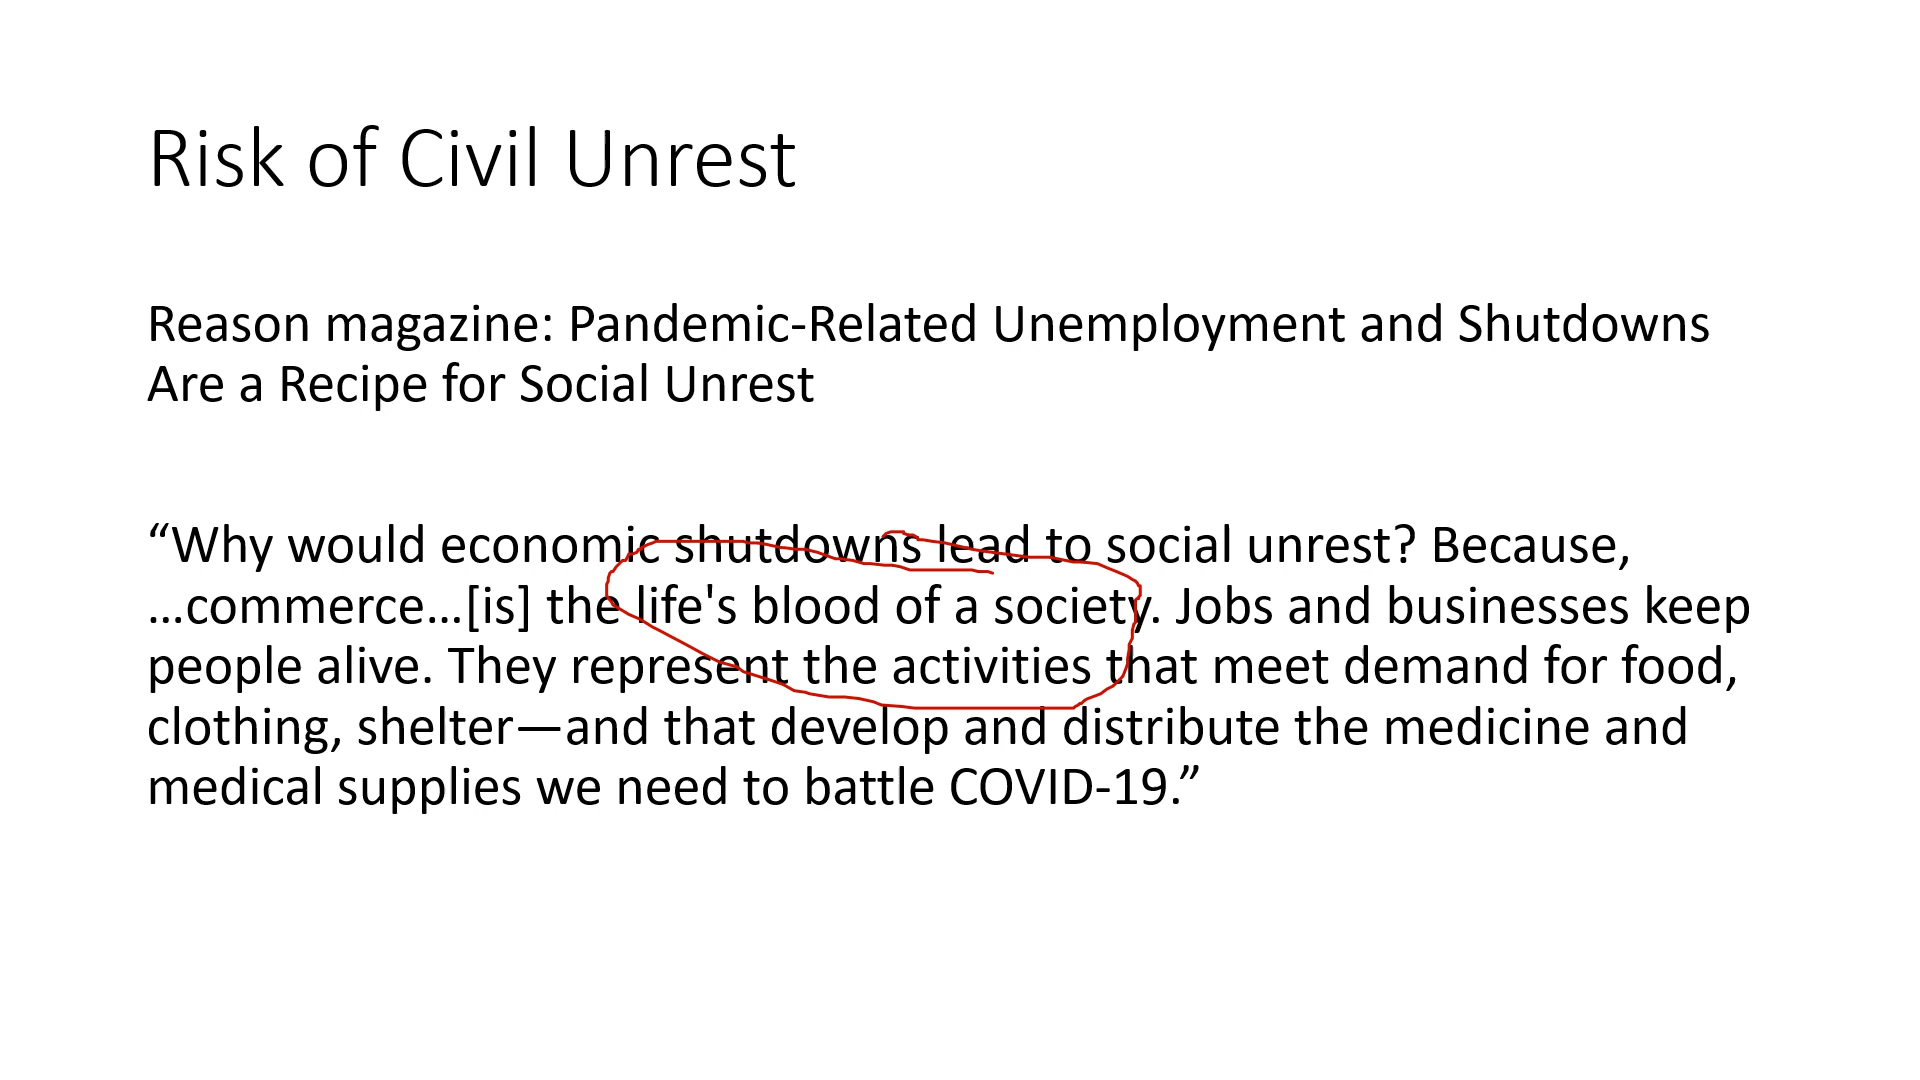 Risk of Civil Unrest
Reason magazine: Pandemic-Related Unemployment and Shutdowns
Are a Recipe for Social Unrest
“Why would economic shutdowns lead to social unrest? Because,
…commerce…[is] the life's blood of a society. Jobs and businesses keep
people alive. They represent the activities that meet demand for food,
clothing, shelter—and that develop and distribute the medicine and
medical supplies we need to battle COVID-19.”